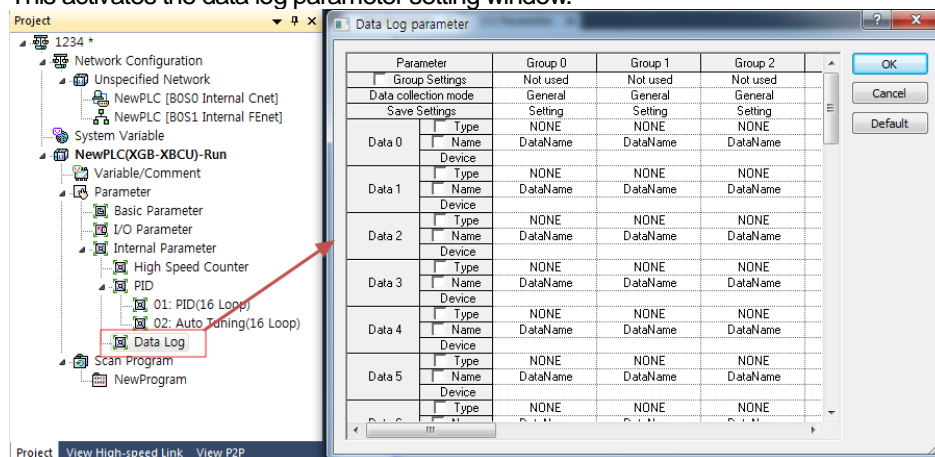 This activates the data log parameter setting window.
Project
1234 *
Network Configuration
Unspecified Network
NewPLC [B0S0 Internal Cnet]
NewPLC [B0S1 Internal FEnet]
System Variable
NewPLC(XGB-XBCU)-Run
Variable/Comment
Parameter
Basic Parameter
I/O Parameter
Internal Parameter
High Speed Counter
PID
01: PID(16 Loop)
02: Auto Tuning(16 Loop)
Data Log
Scan Program
NewProgram
Project View High-speed Link View P2P
Data Log parameter
Parameter Group 0 Group 1 Group 2
Group Settings Not used Not used Not used
Data collection mode General General General
Save Settings Setting Setting Setting
Data 0 Type NONE NONE NONE
Name DataName DataName DataName
Device
Data 1 Type NONE NONE NONE
Name DataName DataName DataName
Device
Data 2 Type NONE NONE NONE
Name DataName DataName DataName
Device
Data 3 Type NONE NONE NONE
Name DataName DataName DataName
Device
Data 4 Type NONE NONE NONE
Name DataName DataName DataName
Device
Data 5 Type NONE NONE NONE
Name DataName DataName DataName
Device
Type NONE NONE NONE
OK
Cancel
Default